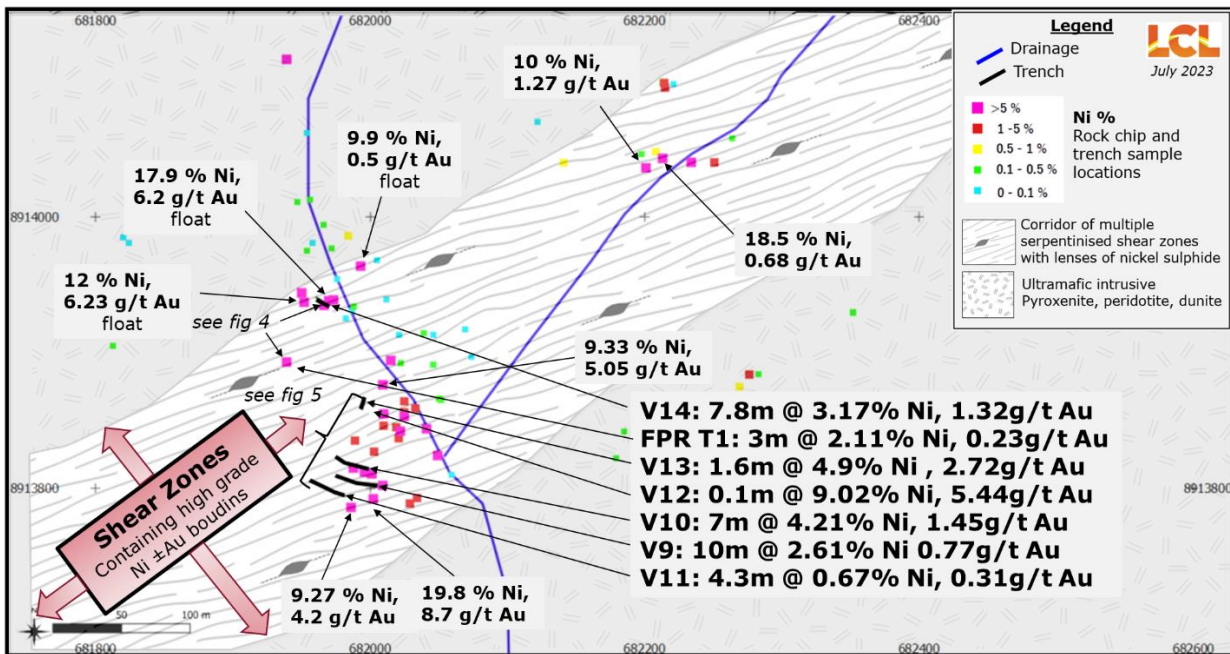 681800
682000
682200
682400
Legend
Drainage
Trench
LCL
July 2023
>5 %
1 - 5%
0.5 - 1 %
0.1 - 0.5 %
0 - 0.1 %
Ni %
Rock chip and
trench sample
locations
Corridor of multiple
serpentinised shear zones
with lenses of nickel sulphide
Ultramafic intrusive
Pyroxenite, peridotite, dunite
10 % Ni,
1.27 g/t Au
9.9 % Ni,
0.5 g/t Au
float
17.9 % Ni,
6.2 g/t Au
float
8914000
18.5 % Ni,
0.68 g/t Au
12 % Ni,
6.23 g/t Au
float
see fig 4
9.33 % Ni,
5.05 g/t Au
see fig 5
V14: 7.8m @ 3.17% Ni, 1.32g/t Au
FPR T1: 3m @ 2.11% Ni, 0.23g/t Au
V13: 1.6m @ 4.9% Ni , 2.72g/t Au
V12: 0.1m @ 9.02% Ni, 5.44g/t Au
V10: 7m @ 4.21% Ni, 1.45g/t Au
V9: 10m @ 2.61% Ni 0.77g/t Au
V11: 4.3m @ 0.67% Ni, 0.31g/t Au
8913800
8913800
Shear Zones
Containing high grade
Ni ±Au boudins
9.27 % Ni,
4.2 g/t Au
19.8 % Ni,
8.7 g/t Au
50
100 m
681800
682000
682200
682400
682600